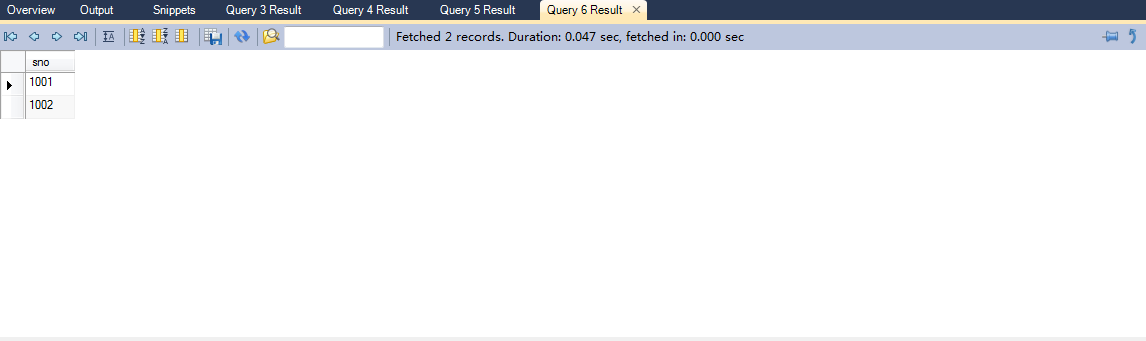 Overview Output Snippets Query 3 Result Query 4 Result Query 5 Result Query 6 Result
Fetched 2 records. Duration: 0.047 sec, fetched in: 0.000 sec
sno
1001
1002